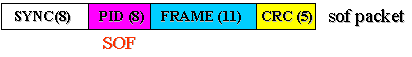 SYNC(8) PID (8) FRAME (11) CRC (5) sof packet
SOF